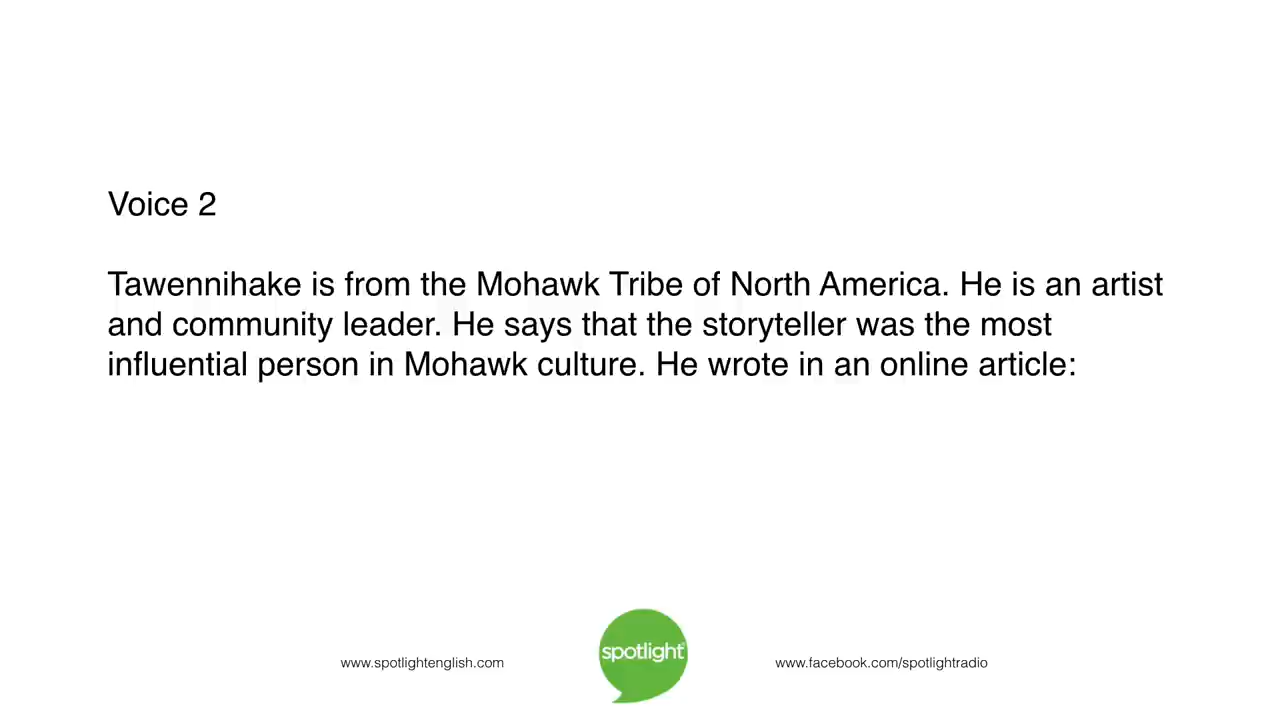 Voice 2
Tawennihake is from the Mohawk Tribe of North America. He is an artist
and community leader. He says that the storyteller was the most
influential person in Mohawk culture. He wrote in an online article:
www.spotlightenglish.com
spotlight
www.facebook.com/spotlightradio